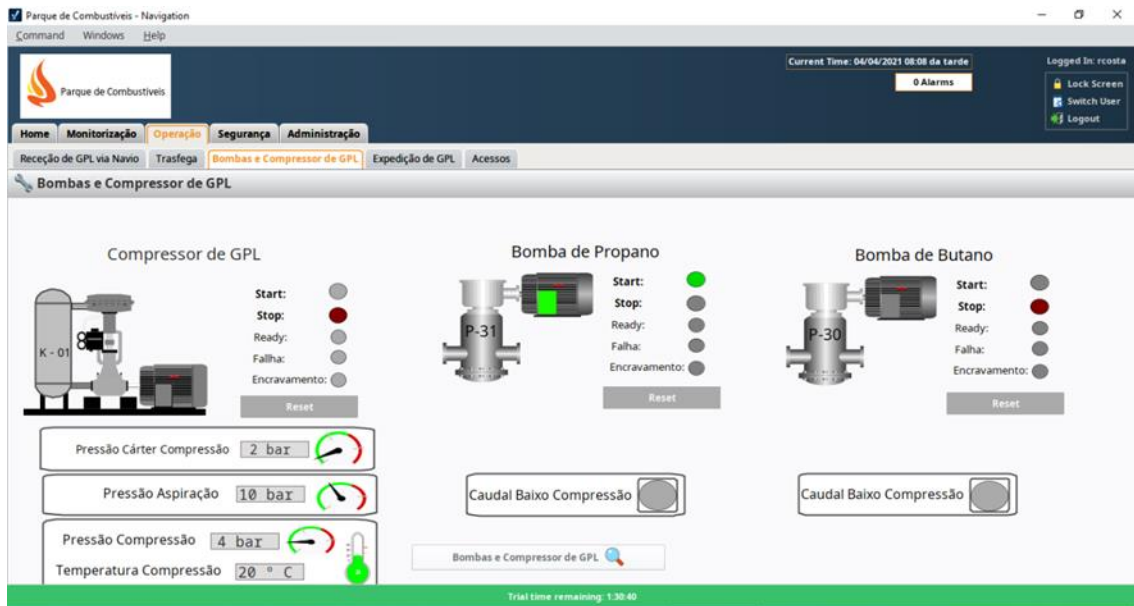 Parque de Combustíveis - Navigation
Command Windows Help
Current Time: 04/04/2021 08:08 da tarde
Logged In: rcosta
0 Alarms
Lock Screen
Switch User
Logout
Parque de Combustíveis
Home Monitorização Operação Segurança Administração
Receção de GPL via Navio Trasfega Bombas e Compressor de GPL Expedição de GPL Acessos
Bombas e Compressor de GPL
Compressor de GPL
Start:
Stop:
Ready:
Fallha:
Encravamento:
Reset
K - 01
Bomba de Propano
Start:
Stop:
Ready:
Falha:
Encravamento:
Reset
P-31
Bomba de Butano
Start:
Stop:
Ready:
Falha:
Encravamento:
Reset
P-30
Pressão Cárter Compressão 2 bar
Pressão Aspiração 10 bar
Pressão Compressão 4 bar
Temperatura Compressão 20 ° C
Caudal Baixo Compressão
Caudal Baixo Compressão
Bombas e Compressor de GPL
Trial time remaining: 1:30:40